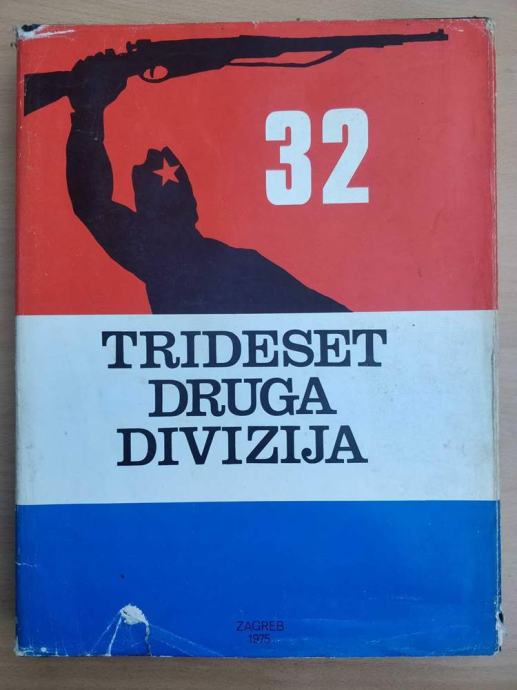 32
TRIDESET
DRUGA
DIVIZIJA
ZAGREB
1975